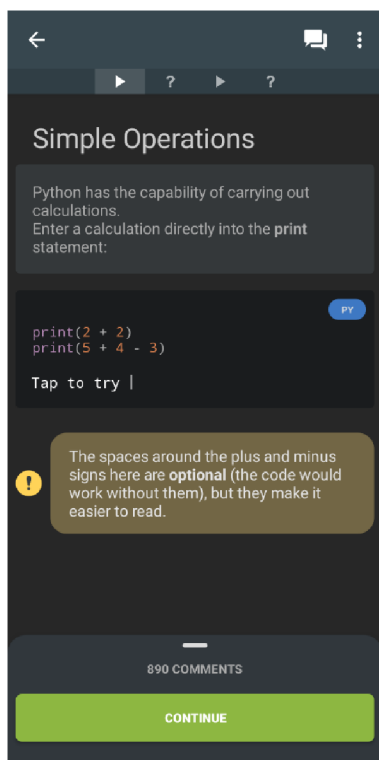 ? ?
Simple Operations
Python has the capability of carrying out
calculations.
Enter a calculation directly into the print
statement:
PY
print(2 + 2)
print(5 + 4 - 3)
Tap to try |
!
The spaces around the plus and minus
signs here are optional (the code would
work without them), but they make it
easier to read.
890 COMMENTS
CONTINUE